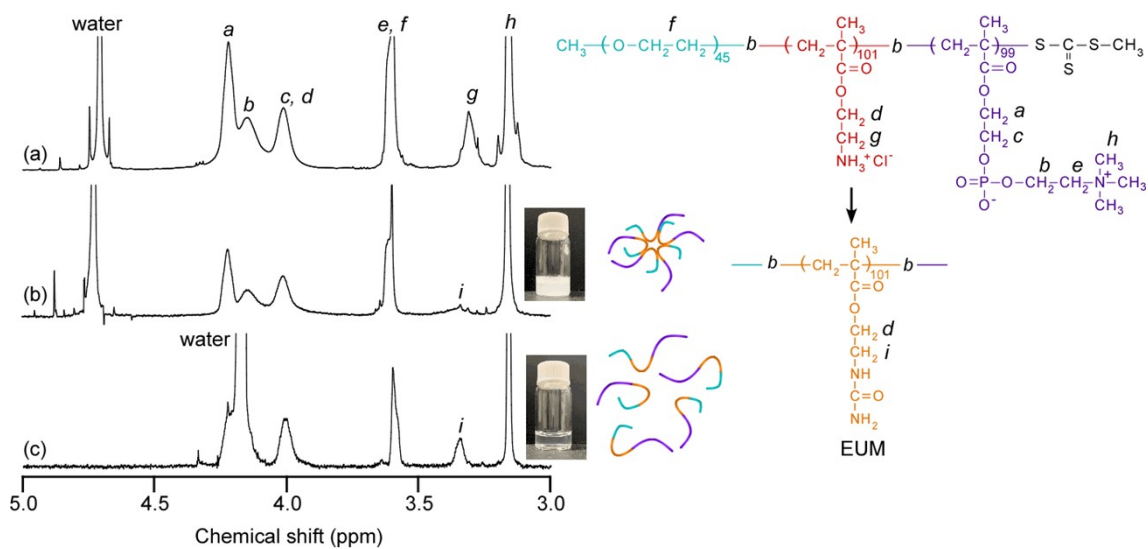 water
a
b
c, d
e, f
g
h
(a)
(b)
i
water
(c)
i
5.0 4.5 4.0 3.5 3.0
Chemical shift (ppm)
f
CH₃—(O—CH₂—CH₂)₄₅—b—(CH₂—C)₁₀₁—b—(CH₂—C)₉₉—S—C—S—CH₃
CH₃
CH₃
S
C=O
O
CH₂ d
CH₂ g
NH₃⁺Cl⁻
C=O
O
CH₂ a
CH₂ c
O
O=P—O—CH₂—CH₂—N⁺—CH₃
O⁻
b
e
CH₃
h
CH₃
CH₃
b—(CH₂—C)₁₀₁—b
C=O
O
CH₂ d
CH₂ i
NH
C=O
NH₂
EUM